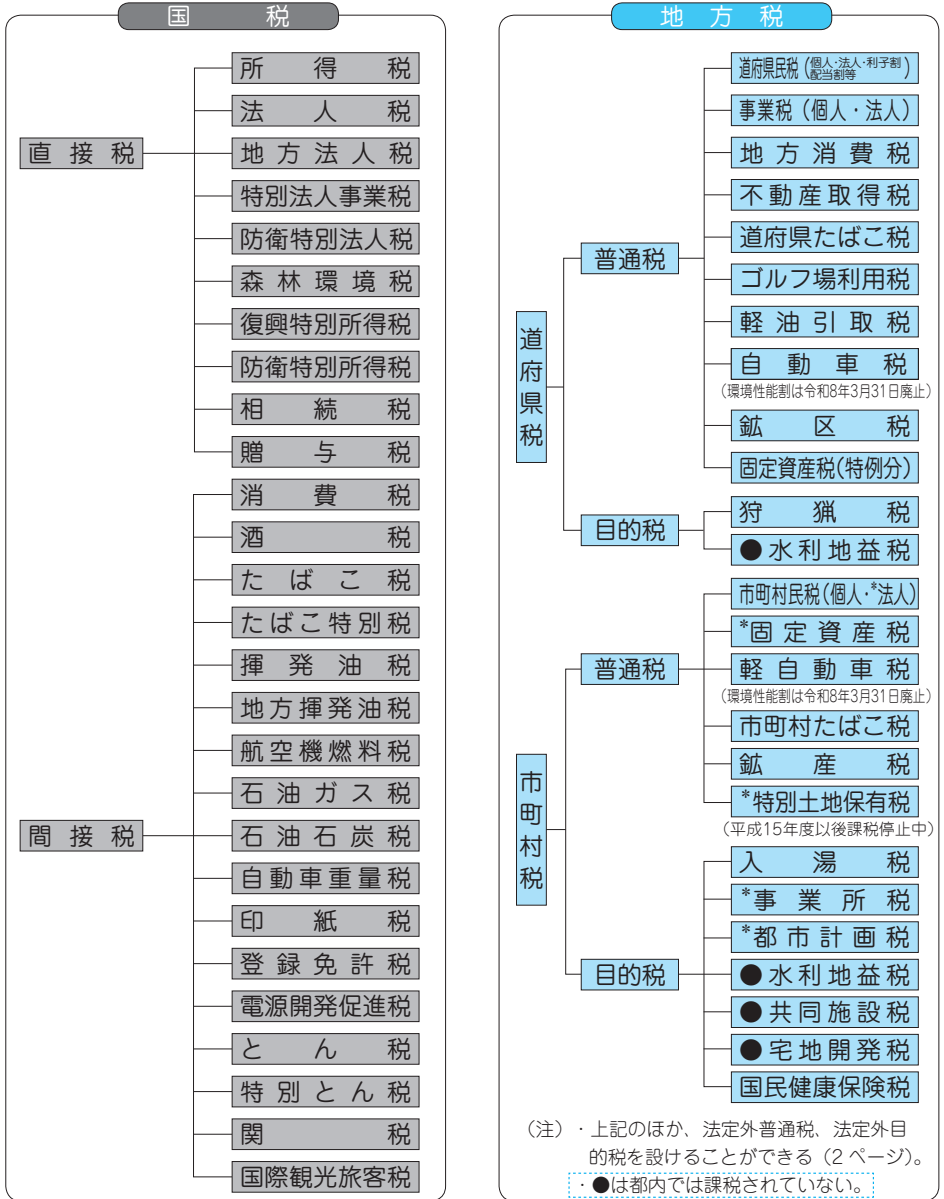 国税
直接税
所得税
法人税
地方法人税
特別法人事業税
防衛特別法人税
森林環境税
復興特別所得税
防衛特別所得税
相続税
贈与税
間接税
消費税
酒税
たばこ税
たばこ特別税
揮発油税
地方揮発油税
航空機燃料税
石油ガス税
石油石炭税
自動車重量税
印紙税
登録免許税
電源開発促進税
とん税
特別とん税
関税
国際観光旅客税
地方税
道府県税
普通税
道府県民税(個人・法人・利子割配当割等)
事業税(個人・法人)
地方消費税
不動産取得税
道府県たばこ税
ゴルフ場利用税
軽油引取税
自動車税
(環境性能割は令和8年3月31日廃止)
鉱区税
固定資産税(特例分)
目的税
狩猟税
●水利地益税
市町村税
普通税
市町村民税(個人・*法人)
*固定資産税
軽自動車税
(環境性能割は令和8年3月31日廃止)
市町村たばこ税
鉱産税
*特別土地保有税
(平成15年度以後課税停止中)
目的税
入湯税
*事業所税
*都市計画税
●水利地益税
●共同施設税
●宅地開発税
国民健康保険税
(注)・上記のほか、法定外普通税、法定外目
的税を設けることができる(2ページ)。
・●は都内では課税されていない。